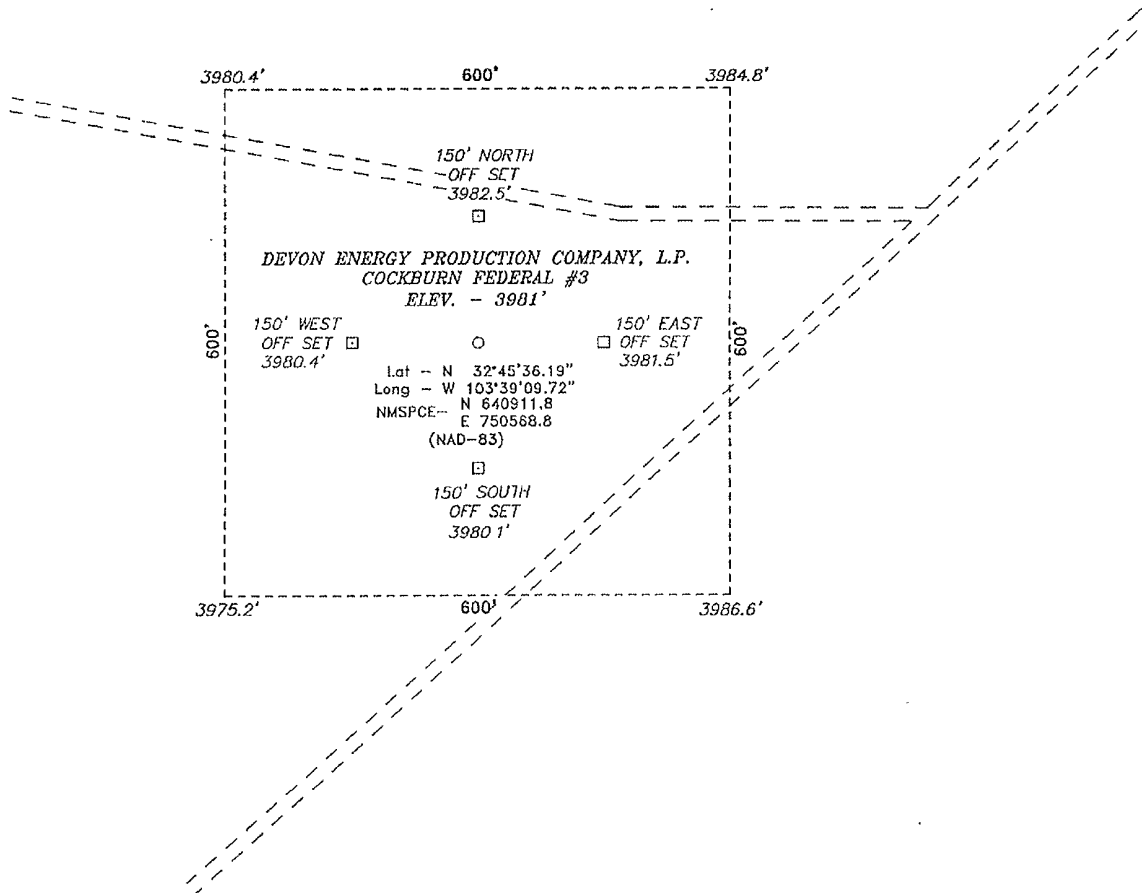 3980.4'
600'
3984.8'
150' NORTH
OFF SET
3982.5'
DEVON ENERGY PRODUCTION COMPANY, L.P.
COCKBURN FEDERAL #3
ELEV. - 3981'
600'
150' WEST
OFF SET
3980.4'
150' EAST
OFF SET
3981.5'
600'
Lat - N 32°45'36.19"
Long - W 103°39'09.72"
NMSPCE- N 640911.8
E 750568.8
(NAD-83)
150' SOUTH
OFF SET
3980 1'
3975.2'
600'
3986.6'